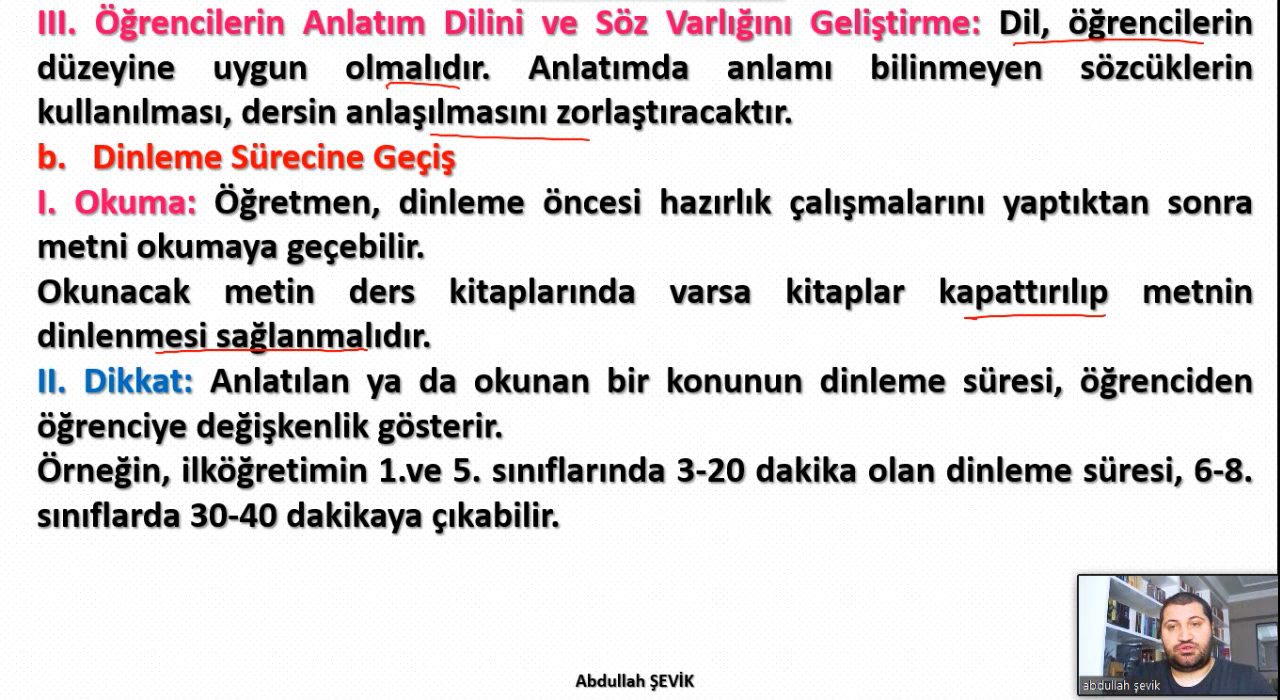 III. Öğrencilerin Anlatım Dilini ve Söz Varlığını Geliştirme: Dil, öğrencilerin
düzeyine uygun olmalıdır. Anlatımda anlamı bilinmeyen sözcüklerin
kullanılması, dersin anlaşılmasını zorlaştıracaktır.
b. Dinleme Sürecine Geçiş
I. Okuma: Öğretmen, dinleme öncesi hazırlık çalışmalarını yaptıktan sonra
metni okumaya geçebilir.
Okunacak metin ders kitaplarında varsa kitaplar kapattırılıp metnin
dinlenmesi sağlanmalıdır.
II. Dikkat: Anlatılan ya da okunan bir konunun dinleme süresi, öğrenciden
öğrenciye değişkenlik gösterir.
Örneğin, ilköğretimin 1.ve 5. sınıflarında 3-20 dakika olan dinleme süresi, 6-8.
sınıflarda 30-40 dakikaya çıkabilir.
Abdullah ŞEVİK
abdullah şevik